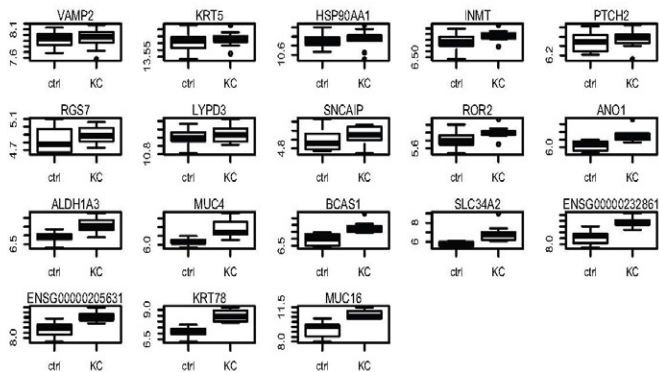 VAMP2 KRT5 HSP90AA1 INMT PTCH2
7.6 8.1 13.55 10.6 6.50 6.2
ctrl KC ctrl KC ctrl KC ctrl KC ctrl KC
RGS7 LYPD3 SNCAIP ROR2 ANO1
4.7 5.1 10.8 4.8 5.6 6.0
ctrl KC ctrl KC ctrl KC ctrl KC ctrl KC
ALDH1A3 MUC4 BCAS1 SLC34A2 ENSG00000232861
6.5 6.0 6.5 6 8 8.0
ctrl KC ctrl KC ctrl KC ctrl KC ctrl KC
ENSG00000205631 KRT78 MUC16
8.0 6.5 9.0 8.0 11.5
ctrl KC ctrl KC ctrl KC